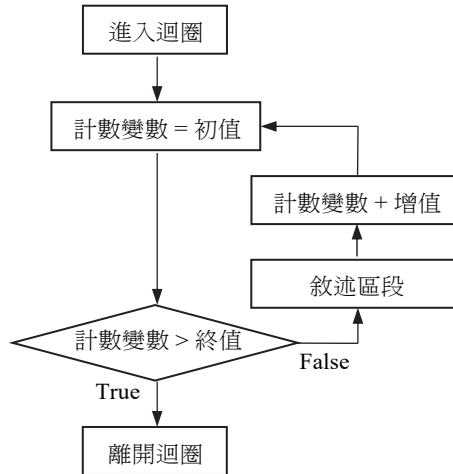 進入迴圈
計數變數 = 初值
計數變數 + 增值
敘述區段
計數變數 > 終值
False
True
離開迴圈